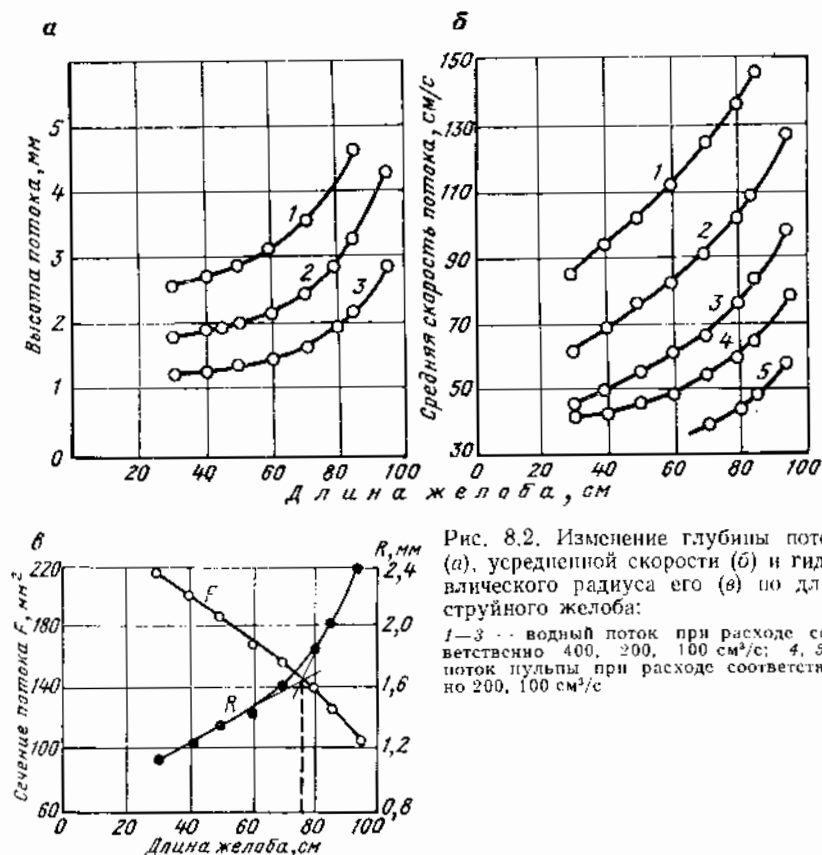 а
Высота потока, мм
5
4
3
2
1
0
20
40
60
80
100
1
2
3
б
Средняя скорость потока, см/с
150
130
110
90
70
50
30
0
20
40
60
80
100
1
2
3
4
5
Длина желоба, см
в
Сечение потока F, мм²
220
180
140
100
60
R, мм
2,4
2,0
1,6
1,2
0,8
F
R
0
20
40
60
80
100
Длина желоба, см
Рис. 8.2. Изменение глубины пото
(а), усредненной скорости (б) и гид
влического радиуса его (в) по дл
струйного желоба:
1—3 — водный поток при расходе со
ветственно 400, 200, 100 см³/с; 4, 5
поток пульпы при расходе соответств
но 200, 100 см³/с